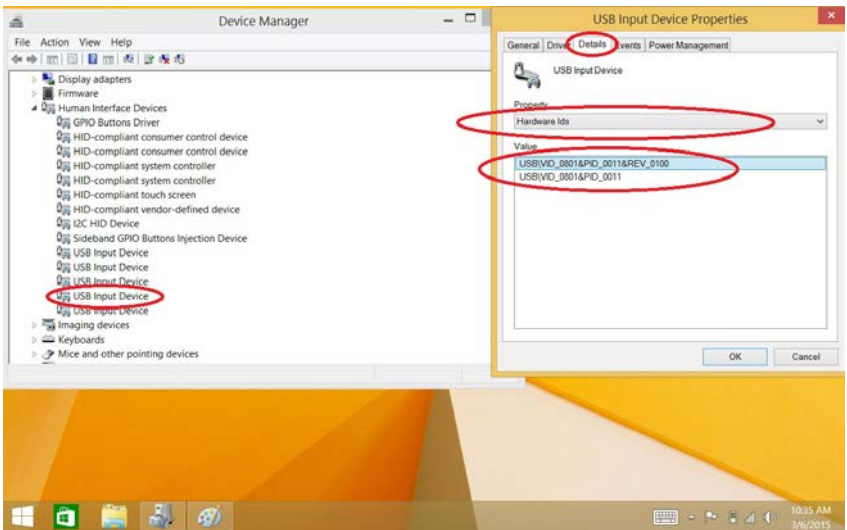 Device Manager
File Action View Help
Display adapters
Firmware
Human Interface Devices
GPIO Buttons Driver
HID-compliant consumer control device
HID-compliant consumer control device
HID-compliant system controller
HID-compliant system controller
HID-compliant touch screen
HID-compliant vendor-defined device
I2C HID Device
Sideband GPIO Buttons Injection Device
USB Input Device
USB Input Device
USB Input Device
USB Input Device
USB Input Device
Imaging devices
Keyboards
Mice and other pointing devices
USB Input Device Properties
General Driver Details Events Power Management
USB Input Device
Property
Hardware Ids
Value
USB\VID_0801&PID_0011&REV_0100
USB\VID_0801&PID_0011
OK Cancel
10:35 AM
3/6/2015